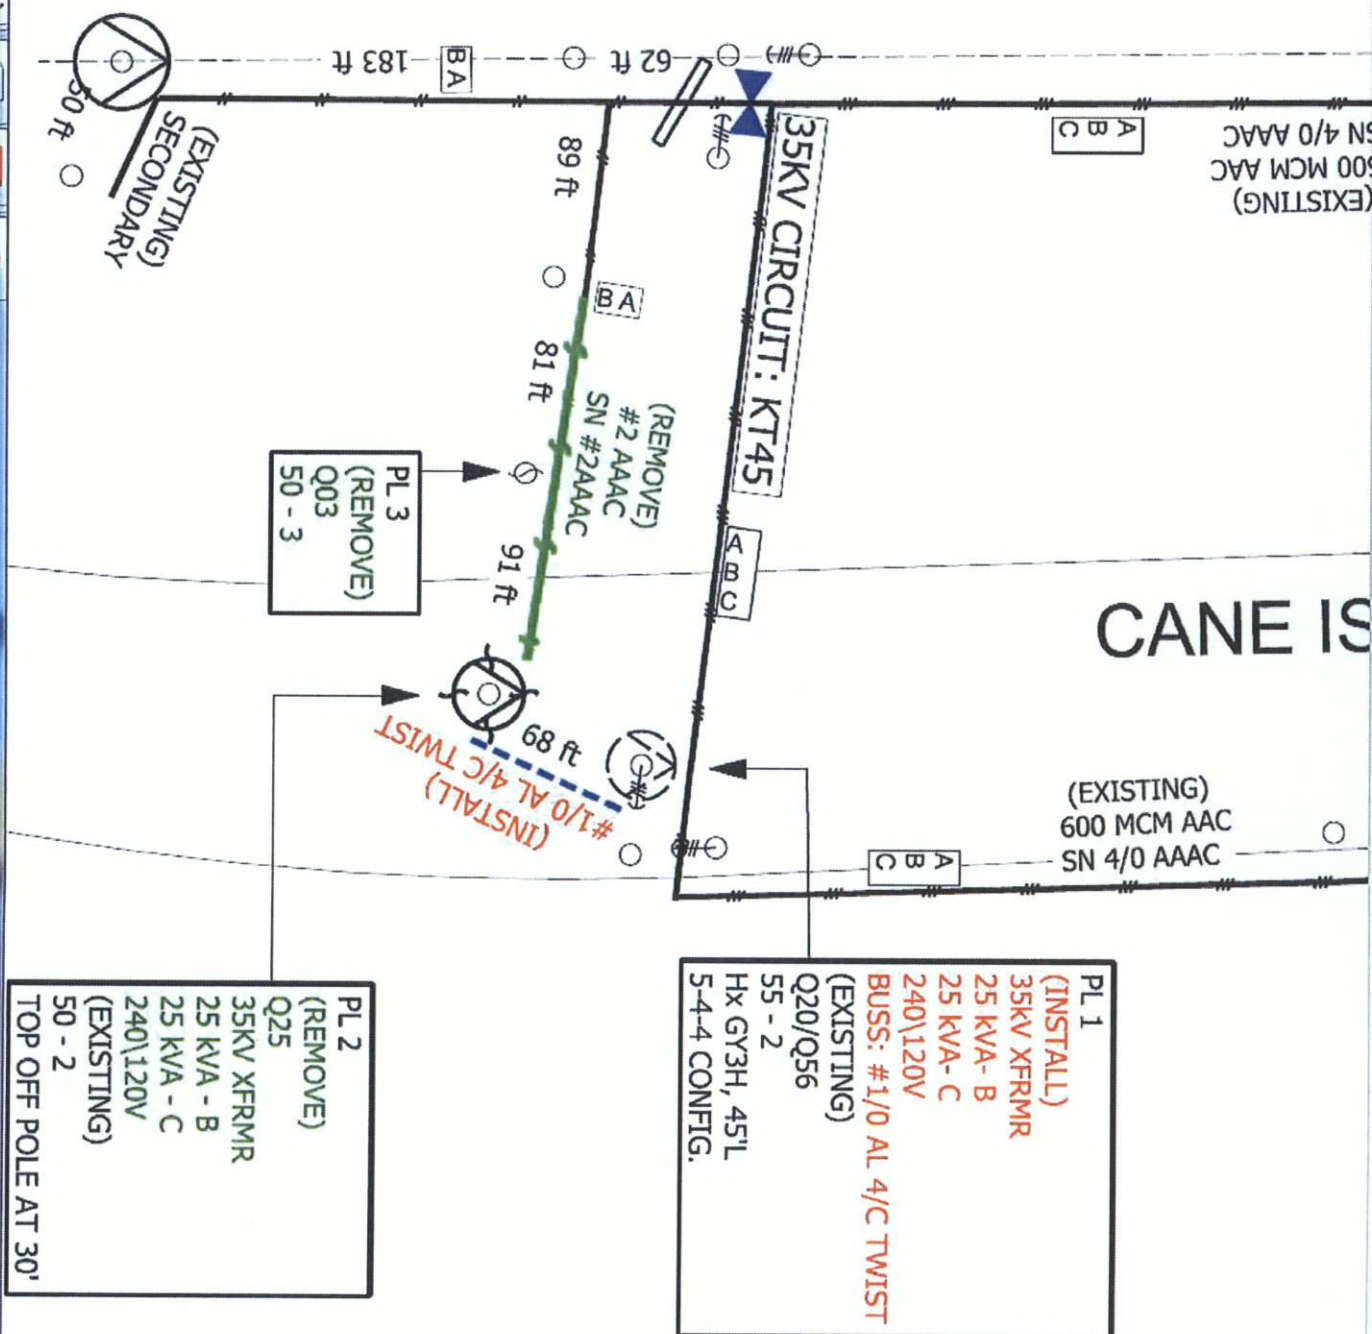 183 ft
B A
62 ft
50 ft
(EXISTING)
SECONDARY
89 ft
B A
35KV CIRCUIT: KT45
A
B
C
SN 4/0 AAAC
600 MCM AAC
(EXISTING)
81 ft
(REMOVE)
#2 AAAC
SN #2AAAC
91 ft
PL 3
(REMOVE)
Q03
50 - 3
A
B
C
CANE IS
68 ft
(INSTALL)
#1/0 AL 4/C TWIST
(EXISTING)
600 MCM AAC
SN 4/0 AAAC
A
B
C
PL 1
(INSTALL)
35kV XFRMR
25 kVA- B
25 kVA- C
240\120V
BUSS: #1/0 AL 4/C TWIST
(EXISTING)
Q20/Q56
55 - 2
Hx GY3H, 45'L
5-4-4 CONFIG.
PL 2
(REMOVE)
Q25
35KV XFRMR
25 kVA - B
25 kVA - C
240\120V
(EXISTING)
50 - 2
TOP OFF POLE AT 30'